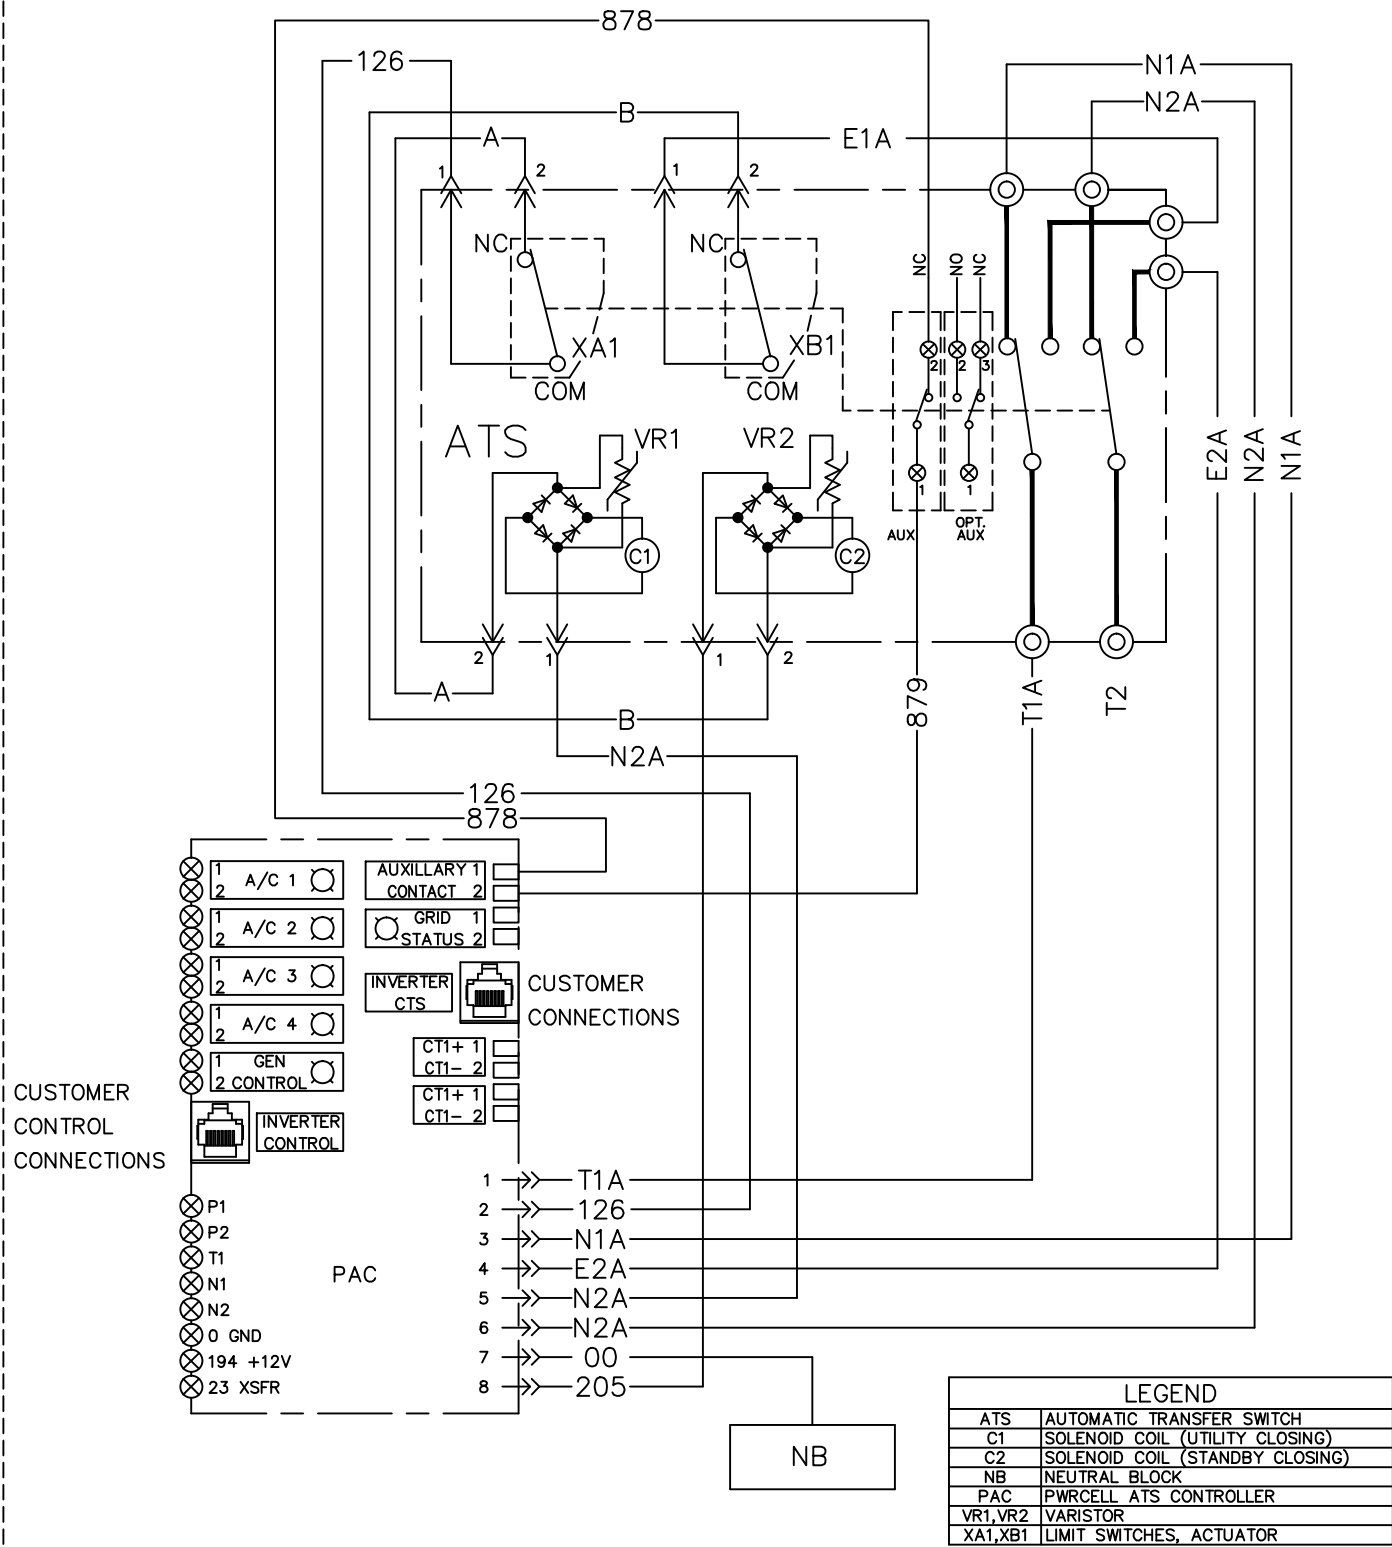 878
126
N1A
N2A
B
A
E1A
1
2
1
2
NC
NC
NC
NO
NC
XA1
XB1
2
2
3
COM
COM
ATS
VR1
VR2
E2A
N2A
N1A
1
1
AUX
OPT.
AUX
C1
C2
2
1
1
2
A
B
879
T1A
T2
N2A
126
878
1
2
A/C 1
AUXILLARY 1
CONTACT 2
1
2
A/C 2
GRID 1
STATUS 2
1
2
A/C 3
INVERTER
CTS
CUSTOMER
CONNECTIONS
1
2
A/C 4
CT1+ 1
CT1- 2
1 GEN
2 CONTROL
CT1+ 1
CT1- 2
CUSTOMER
CONTROL
CONNECTIONS
INVERTER
CONTROL
1 T1A
2 126
3 N1A
4 E2A
5 N2A
6 N2A
7 00
8 205
P1
P2
T1
N1
N2
0 GND
194 +12V
23 XSFR
PAC
NB
LEGEND
ATS AUTOMATIC TRANSFER SWITCH
C1 SOLENOID COIL (UTILITY CLOSING)
C2 SOLENOID COIL (STANDBY CLOSING)
NB NEUTRAL BLOCK
PAC PWRCELL ATS CONTROLLER
VR1,VR2 VARISTOR
XA1,XB1 LIMIT SWITCHES, ACTUATOR